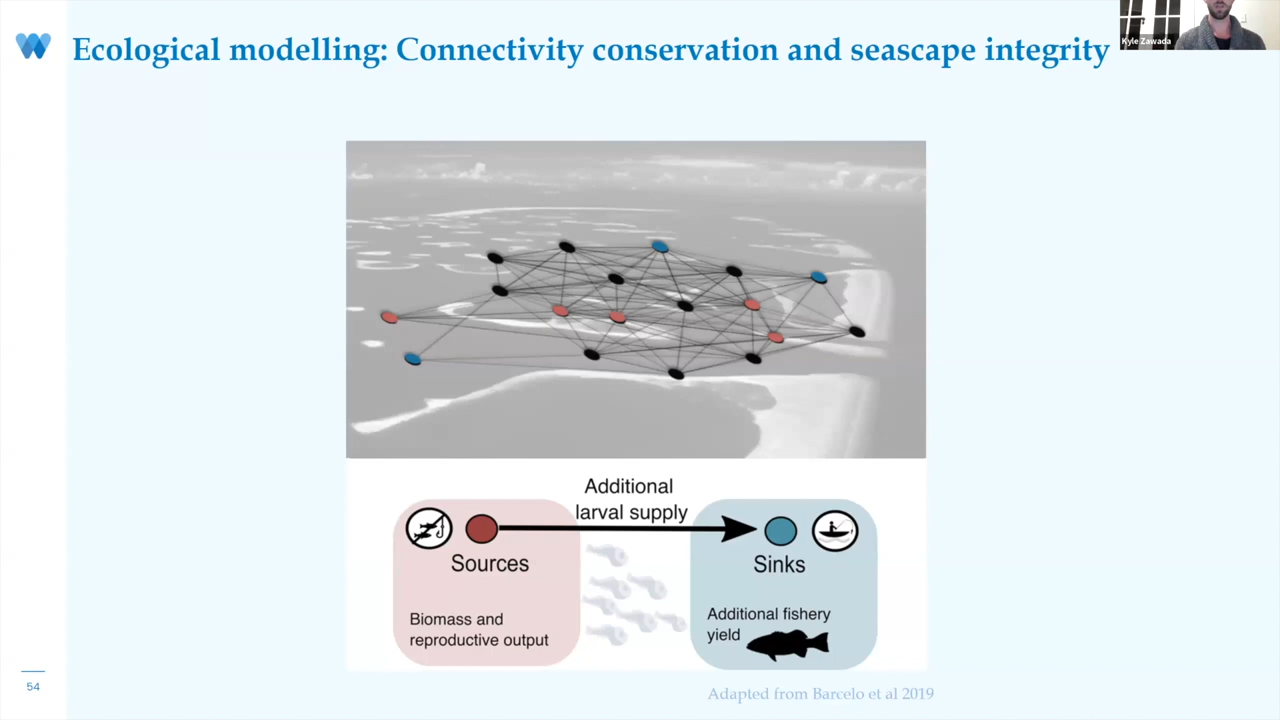 Ecological modelling: Connectivity conservation and seascape integrity
Kyle Zawada
Additional
larval supply
Sources
Biomass and
reproductive output
Sinks
Additional fishery
yield
54
Adapted from Barcelo et al 2019